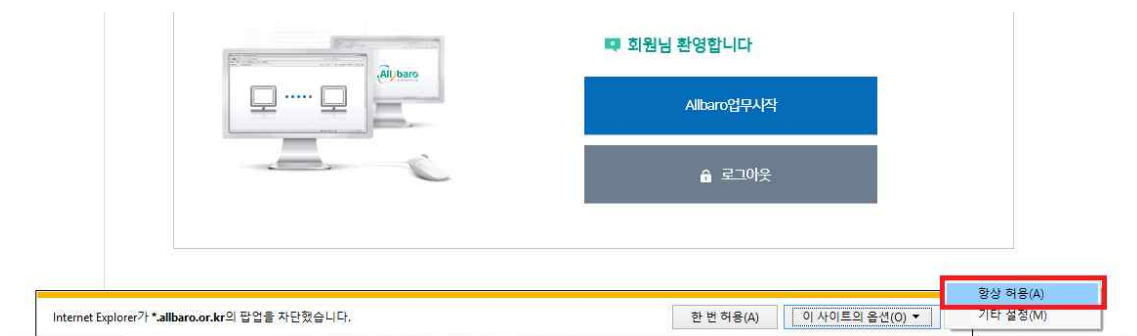 회원님 환영합니다
Allbaro
Allbaro업무시작
로그아웃
항상 허용(A)
Internet Explorer가 *.allbaro.or.kr의 팝업을 차단했습니다.
한 번 허용(A)
이 사이트의 옵션(O) ▼
기타 설정(M)